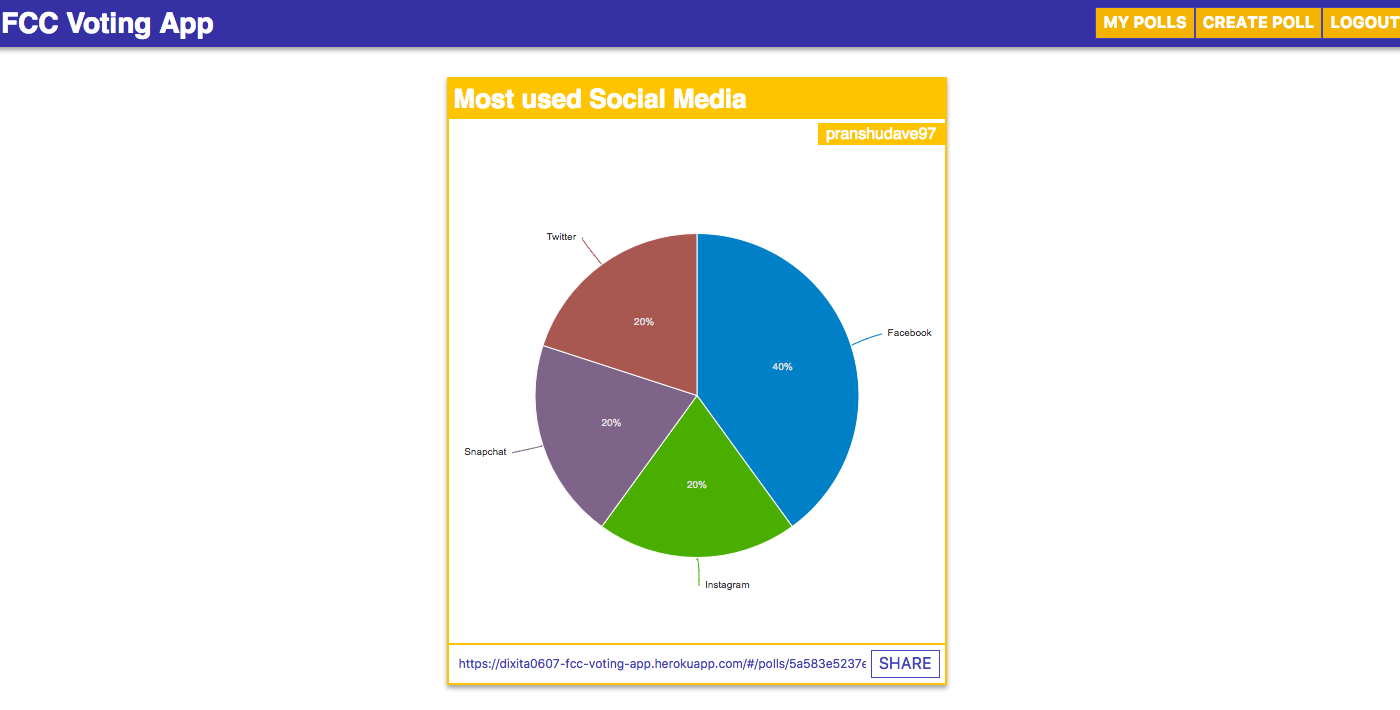 FCC Voting App
MY POLLS CREATE POLL LOGOUT
Most used Social Media
pranshudave97
Twitter
Facebook
20%
40%
20%
Snapchat
20%
Instagram
https://dixita0607-fcc-voting-app.herokuapp.com/#/polls/5a583e5237e
SHARE